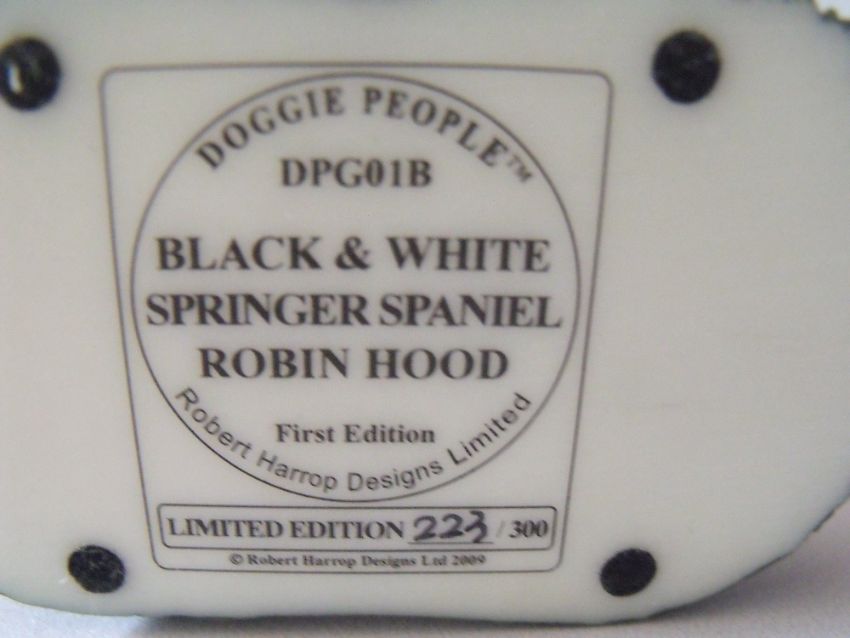 DOGGIE PEOPLE™
DPG01B
BLACK & WHITE
SPRINGER SPANIEL
ROBIN HOOD
First Edition
Robert Harrop Designs Limited
LIMITED EDITION 223 / 300
© Robert Harrop Designs Ltd 2009